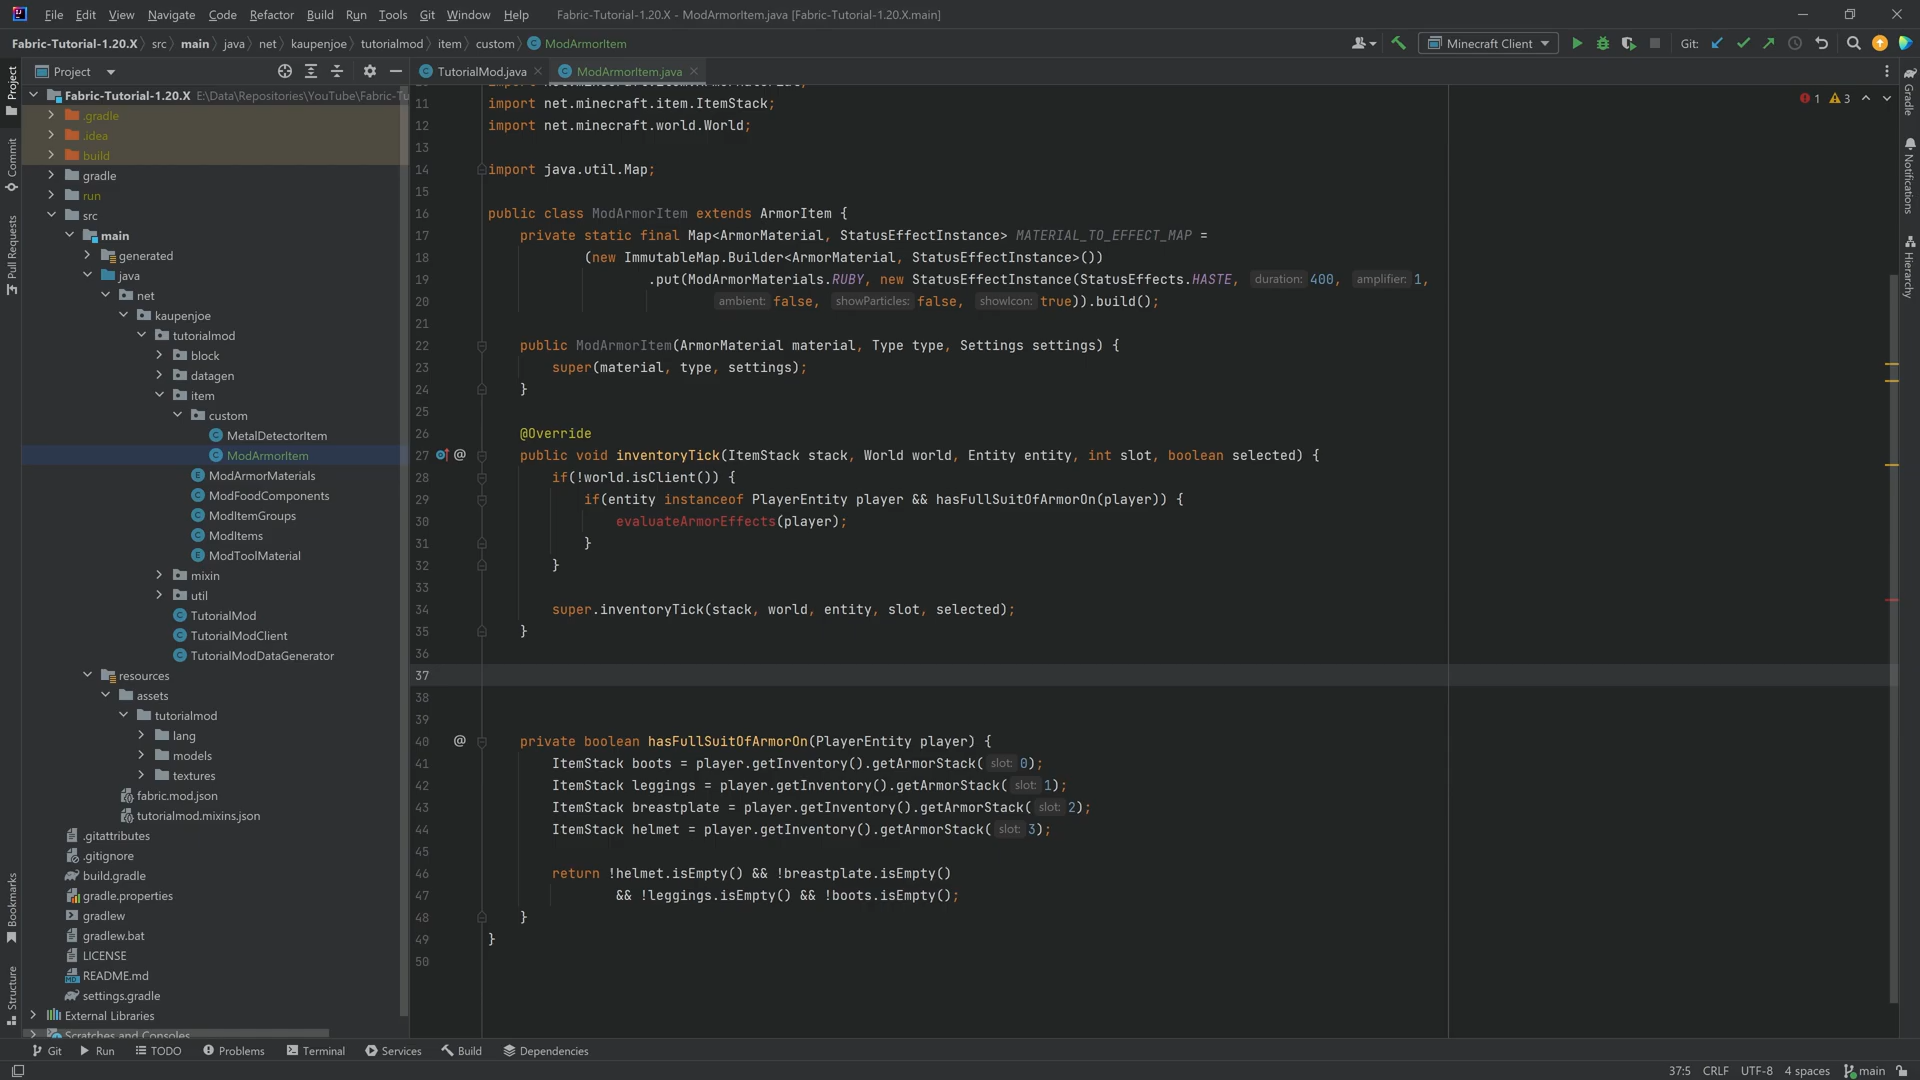 File Edit View Navigate Code Refactor Build Run Tools Git Window Help Fabric-Tutorial-1.20.X - ModArmorItem.java [Fabric-Tutorial-1.20.X.main]
Fabric-Tutorial-1.20.X src main java net kaupenjoe tutorialmod item custom ModArmorItem
Minecraft Client Git:
Project
TutorialMod.java ModArmorItem.java
Fabric-Tutorial-1.20.X E:\Data\Repositories\YouTube\Fabric-Tu
.gradle
.idea
build
gradle
run
src
main
generated
java
net
kaupenjoe
tutorialmod
block
datagen
item
custom
MetalDetectorItem
ModArmorItem
ModArmorMaterials
ModFoodComponents
ModItemGroups
ModItems
ModToolMaterial
mixin
util
TutorialMod
TutorialModClient
TutorialModDataGenerator
resources
assets
tutorialmod
lang
models
textures
fabric.mod.json
tutorialmod.mixins.json
.gitattributes
.gitignore
build.gradle
gradle.properties
gradlew
gradlew.bat
LICENSE
README.md
settings.gradle
External Libraries
Scratches and Consoles
Project
Commit
Pull Requests
Bookmarks
Structure
1 3
11 import net.minecraft.item.ItemStack;
12 import net.minecraft.world.World;
13
14 import java.util.Map;
15
16 public class ModArmorItem extends ArmorItem {
17 private static final Map<ArmorMaterial, StatusEffectInstance> MATERIAL_TO_EFFECT_MAP =
18 (new ImmutableMap.Builder<ArmorMaterial, StatusEffectInstance>())
19 .put(ModArmorMaterials.RUBY, new StatusEffectInstance(StatusEffects.HASTE, duration: 400, amplifier: 1,
20 ambient: false, showParticles: false, showIcon: true)).build();
21
22 public ModArmorItem(ArmorMaterial material, Type type, Settings settings) {
23 super(material, type, settings);
24 }
25
26 @Override
27 @ public void inventoryTick(ItemStack stack, World world, Entity entity, int slot, boolean selected) {
28 if(!world.isClient()) {
29 if(entity instanceof PlayerEntity player && hasFullSuitOfArmorOn(player)) {
30 evaluateArmorEffects(player);
31 }
32 }
33
34 super.inventoryTick(stack, world, entity, slot, selected);
35 }
36
37
38
39
40 @ private boolean hasFullSuitOfArmorOn(PlayerEntity player) {
41 ItemStack boots = player.getInventory().getArmorStack( slot: 0);
42 ItemStack leggings = player.getInventory().getArmorStack( slot: 1);
43 ItemStack breastplate = player.getInventory().getArmorStack( slot: 2);
44 ItemStack helmet = player.getInventory().getArmorStack( slot: 3);
45
46 return !helmet.isEmpty() && !breastplate.isEmpty()
47 && !leggings.isEmpty() && !boots.isEmpty();
48 }
49 }
50
Gradle
Notifications
Hierarchy
Git Run TODO Problems Terminal Services Build Dependencies
37:5 CRLF UTF-8 4 spaces main